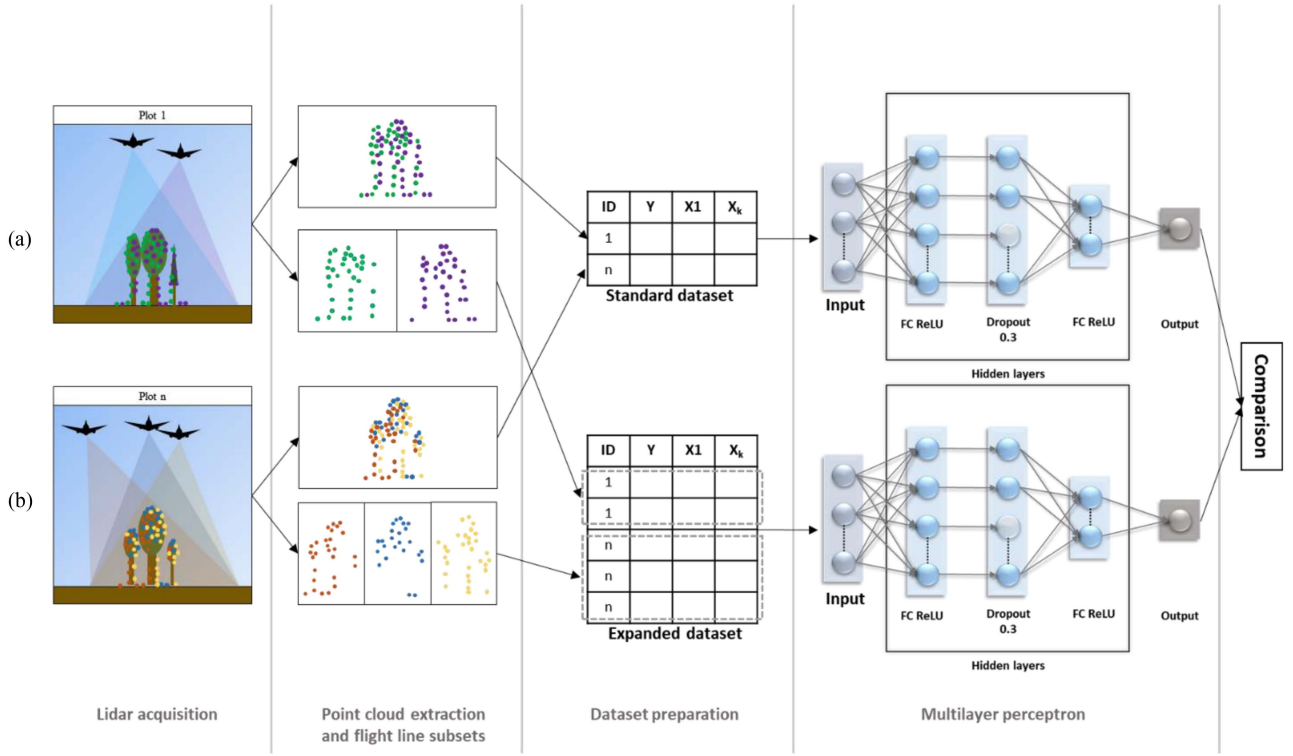 (a)
Plot 1
ID Y X1 Xk
1
n
Standard dataset
Input
FC ReLU
Dropout
0.3
FC ReLU
Output
Hidden layers
(b)
Plot n
ID Y X1 Xk
1
1
n
n
n
Expanded dataset
Input
FC ReLU
Dropout
0.3
FC ReLU
Output
Hidden layers
Comparison
Lidar acquisition
Point cloud extraction
and flight line subsets
Dataset preparation
Multilayer perceptron